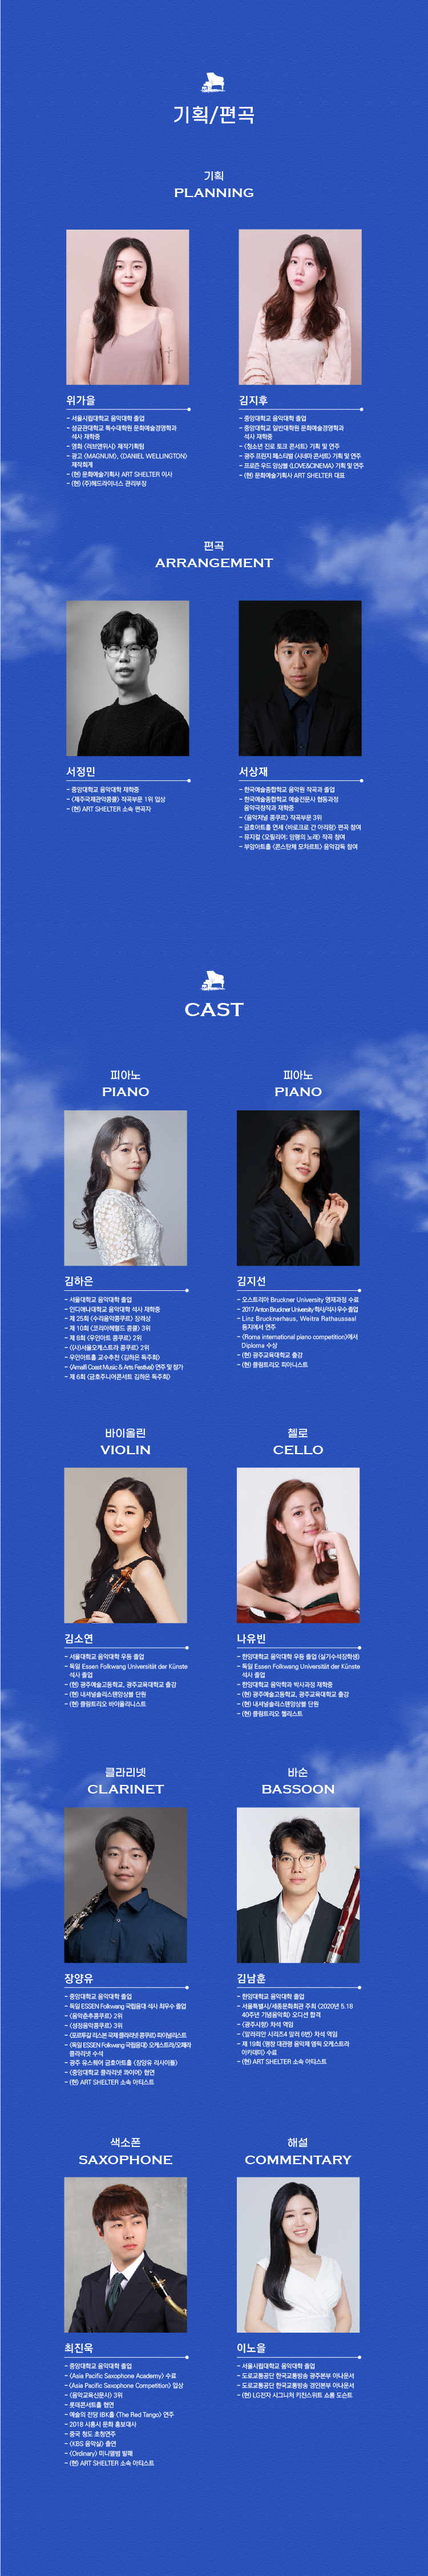 기획/편곡
기획
PLANNING
위가을
- 서울시립대학교 음악대학 졸업
- 성균관대학교 특수대학원 문화예술경영학과
석사 재학중
- 영화 <러브앤위시> 제작기획팀
- 광고 <MAGNUM>, <DANIEL WELLINGTON>
제작회계
- (현) 문화예술기획사 ART SHELTER 이사
- (현) (주)헤드라이너스 관리부장
김지후
- 중앙대학교 음악대학 졸업
- 중앙대학교 일반대학원 문화예술경영학과
석사 재학중
- <청소년 진로 토크 콘서트> 기획 및 연주
- 광주 프린지 페스티벌 <시네마 콘서트> 기획 및 연주
- 프로존 우드 앙상블 <LOVE&CINEMA> 기획 및 연주
- (현) 문화예술기획사 ART SHELTER 대표
편곡
ARRANGEMENT
서정민
- 중앙대학교 음악대학 재학중
- <제주국제관악콩쿨> 작곡부문 1위 입상
- (현) ART SHELTER 소속 편곡자
서상재
- 한국예술종합학교 음악원 작곡과 졸업
- 한국예술종합학교 예술전문사 협동과정
음악극창작과 재학중
- <음악저널 콩쿠르> 작곡부문 3위
- 금호아트홀 연세 <바로크로 간 아리랑> 편곡 참여
- 뮤지컬 <오필리어: 암령의 노래> 작곡 참여
- 부암아트홀 <콘스탄체 모차르트> 음악감독 참여
CAST
피아노
PIANO
김하은
- 서울대학교 음악대학 졸업
- 인디애나대학교 음악대학 석사 재학중
- 제 25회 <수리음악콩쿠르> 장려상
- 제 10회 <코리아헤럴드 콩쿨> 3위
- 제 8회 <우인아트 콩쿠르> 2위
- <(사)서울오케스트라 콩쿠르> 2위
- 우인아트홀 교수추천 <김하은 독주회>
- <Amalfi Coast Music & Arts Festival> 연주 및 참가
- 제 6회 <금호주니어콘서트 김하은 독주회>
피아노
PIANO
김지선
- 오스트리아 Bruckner University 영재과정 수료
- 2017 Anton Bruckner University 학사/석사 우수 졸업
- Linz Brucknerhaus, Weitra Rathausseal
등지에서 연주
- <Roma international piano competition>에서
Diploma 수상
- (현) 광주교육대학교 출강
- (현) 클림트리오 피아니스트
바이올린
VIOLIN
김소연
- 서울대학교 음악대학 우등 졸업
- 독일 Essen Folkwang Universität der Künste
석사 졸업
- (현) 광주예술고등학교, 광주교육대학교 출강
- (현) 내셔널솔리스텐앙상블 단원
- (현) 클림트리오 바이올리니스트
첼로
CELLO
나유빈
- 한양대학교 음악대학 우등 졸업 (실기수석장학생)
- 독일 Essen Folkwang Universität der Künste
석사 졸업
- 한양대학교 음악학과 박사과정 재학중
- (현) 광주예술고등학교, 광주교육대학교 출강
- (현) 내셔널솔리스텐앙상블 단원
- (현) 클림트리오 첼리스트
클라리넷
CLARINET
장양유
- 중앙대학교 음악대학 졸업
- 독일 ESSEN Folkwang 국립음대 석사 최우수 졸업
- <음악춘추콩쿠르> 2위
- <성정음악콩쿠르> 3위
- <포르투갈 리스본 국제 클라리넷 콩쿠르> 파이널리스트
- <독일 ESSEN Folkwang 국립음대> 오케스트라/오페라
클라리넷 수석
- 광주 유스퀘어 금호아트홀 <장양유 리사이틀>
- <중앙대학교 클라리넷 콰이어> 협연
- (현) ART SHELTER 소속 아티스트
바순
BASSOON
김남훈
- 한양대학교 음악대학 졸업
- 서울특별시/세종문화회관 주최 <2020년 5.18
40주년 기념음악회> 오디션 합격
- <광주시향> 차석 역임
- <말러리안 시리즈4 말러 6번> 차석 역임
- 제 19회 <평창 대관령 음악제 엠픽 오케스트라
아카데미> 수료
- (현) ART SHELTER 소속 아티스트
색소폰
SAXOPHONE
최진욱
- 중앙대학교 음악대학 졸업
- <Asia Pacific Saxophone Academy> 수료
- <Asia Pacific Saxophone Competition> 입상
- <음악교육신문사> 3위
- 롯데콘서트홀 협연
- 예술의 전당 IBK홀 <The Red Tango> 연주
- 2018 시흥시 문화 홍보대사
- 중국 청도 초청연주
- <KBS 음악실> 출연
- <Ordinary> 미니앨범 발매
- (현) ART SHELTER 소속 아티스트
해설
COMMENTARY
이노을
- 서울시립대학교 음악대학 졸업
- 도로교통공단 한국교통방송 광주본부 아나운서
- 도로교통공단 한국교통방송 경인본부 아나운서
- (현) LG전자 시그니처 키친스위트 쇼룸 도슨트